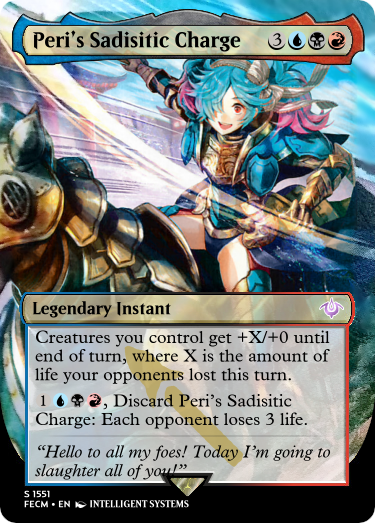 Peri's Sadisitic Charge 3
Legendary Instant
Creatures you control get +X/+0 until
end of turn, where X is the amount of
life your opponents lost this turn.
1 , Discard Peri's Sadisitic
Charge: Each opponent loses 3 life.
“Hello to all my foes! Today I'm going to
slaughter all of you!”
S 1551
FECM • EN INTELLIGENT SYSTEMS